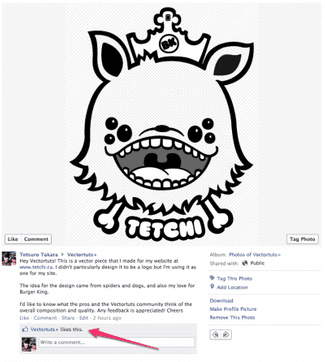 BK
TETCHI
Like Comment
Tag Photo
Tetsuro Takara ▸ Vectortuts+
Hey Vectortuts! This is a vector piece that I made for my website at
www.tetchi.ca. I didn't particularly design it to be a logo but I'm using it as
one for my site.
The idea for the design came from spiders and dogs, and also my love for
Burger King.
I'd like to know what the pros and the Vectortuts community think of the
overall composition and quality. Any feedback is appreciated! Cheers
Like · Comment · Share · Edit · 2 hours ago
Vectortuts+ likes this.
Write a comment...
Album: Photos of Vectortuts+
Shared with: Public
Tag This Photo
Add Location
Download
Make Profile Picture
Remove This Photo